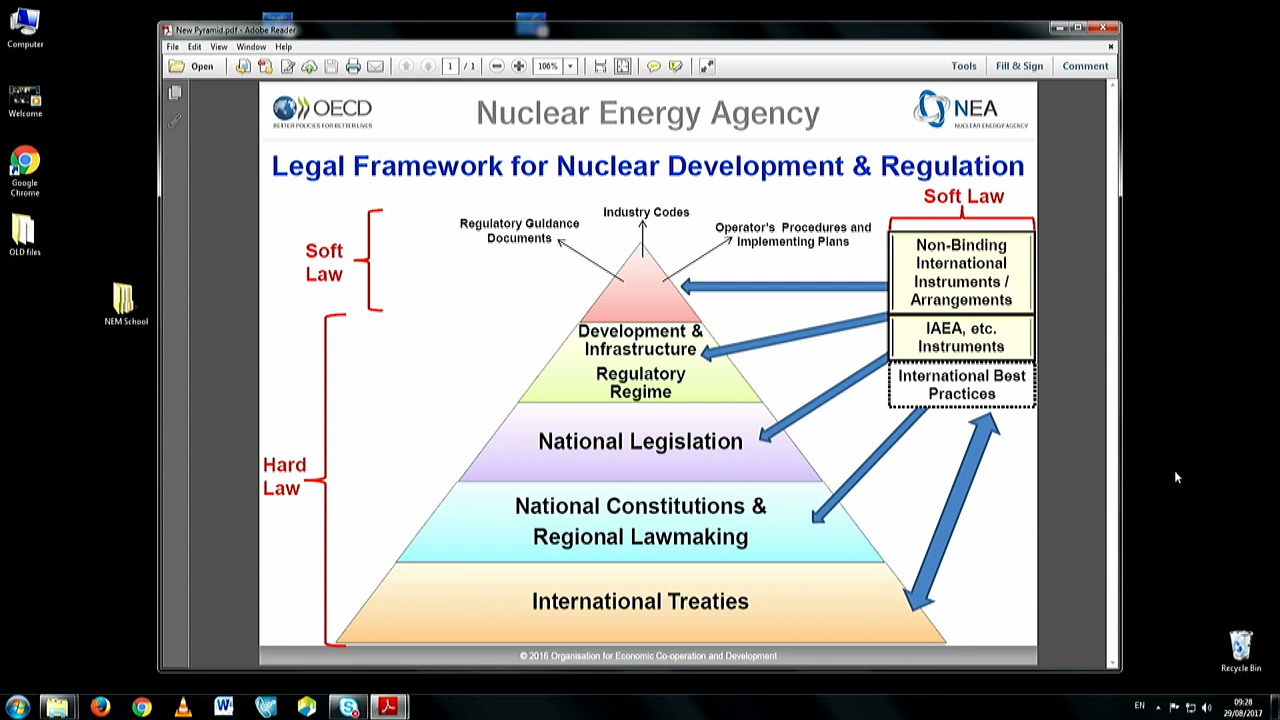 Computer
Welcome
Google
Chrome
OLD files
NEM School
New Pyramid.pdf - Adobe Reader
File Edit View Window Help
Open
1 / 1
106%
Tools Fill & Sign Comment
OECD
BETTER POLICIES FOR BETTER LIVES
Nuclear Energy Agency
NEA
NUCLEAR ENERGY AGENCY
Legal Framework for Nuclear Development & Regulation
Soft Law
Industry Codes
Regulatory Guidance
Documents
Operator's Procedures and
Implementing Plans
Soft
Law
Non-Binding
International
Instruments /
Arrangements
IAEA, etc.
Instruments
International Best
Practices
Development &
Infrastructure
Regulatory
Regime
National Legislation
Hard
Law
National Constitutions &
Regional Lawmaking
International Treaties
© 2016 Organisation for Economic Co-operation and Development
Recycle Bin
EN
09:28
29/08/2017